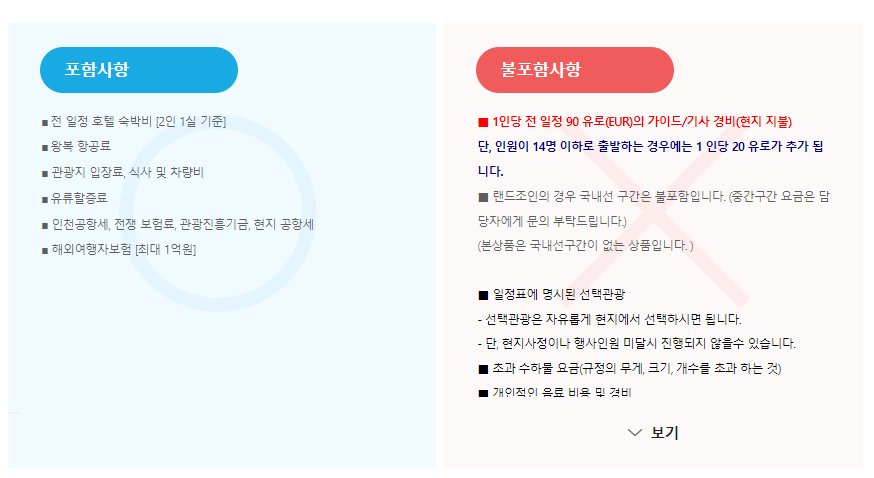 포함사항
■ 전 일정 호텔 숙박비 [2인 1실 기준]
■ 왕복 항공료
■ 관광지 입장료, 식사 및 차량비
■ 유류할증료
■ 인천공항세, 전쟁 보험료, 관광진흥기금, 현지 공항세
■ 해외여행자보험 [최대 1억원]
불포함사항
■ 1인당 전 일정 90 유로(EUR)의 가이드/기사 경비(현지 지불)
단, 인원이 14명 이하로 출발하는 경우에는 1 인당 20 유로가 추가 됩
니다.
■ 랜드조인의 경우 국내선 구간은 불포함입니다. (중간구간 요금은 담
당자에게 문의 부탁드립니다.)
(본상품은 국내선구간이 없는 상품입니다. )
■ 일정표에 명시된 선택관광
- 선택관광은 자유롭게 현지에서 선택하시면 됩니다.
- 단, 현지사정이나 행사인원 미달시 진행되지 않을수 있습니다.
■ 초과 수하물 요금(규정의 무게, 크기, 개수를 초과 하는 것)
■ 개인적인 음료 비용 및 경비
보기